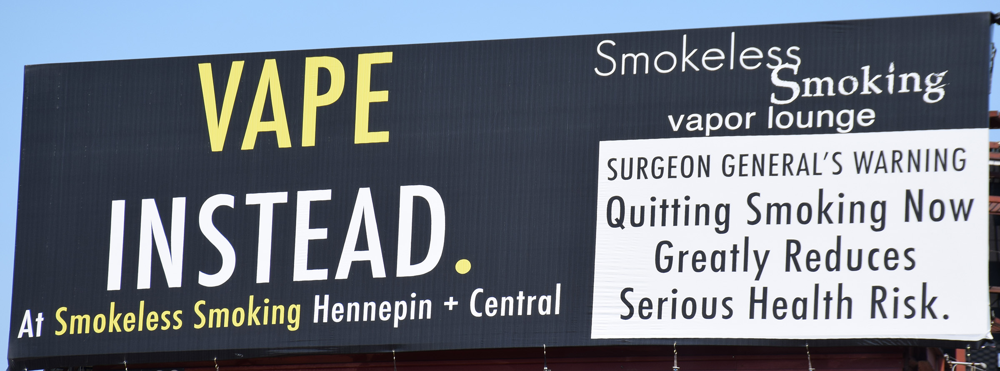 VAPE
INSTEAD.
At Smokeless Smoking Hennepin + Central
Smokeless
Smoking
vapor lounge
SURGEON GENERAL'S WARNING
Quitting Smoking Now
Greatly Reduces
Serious Health Risk.